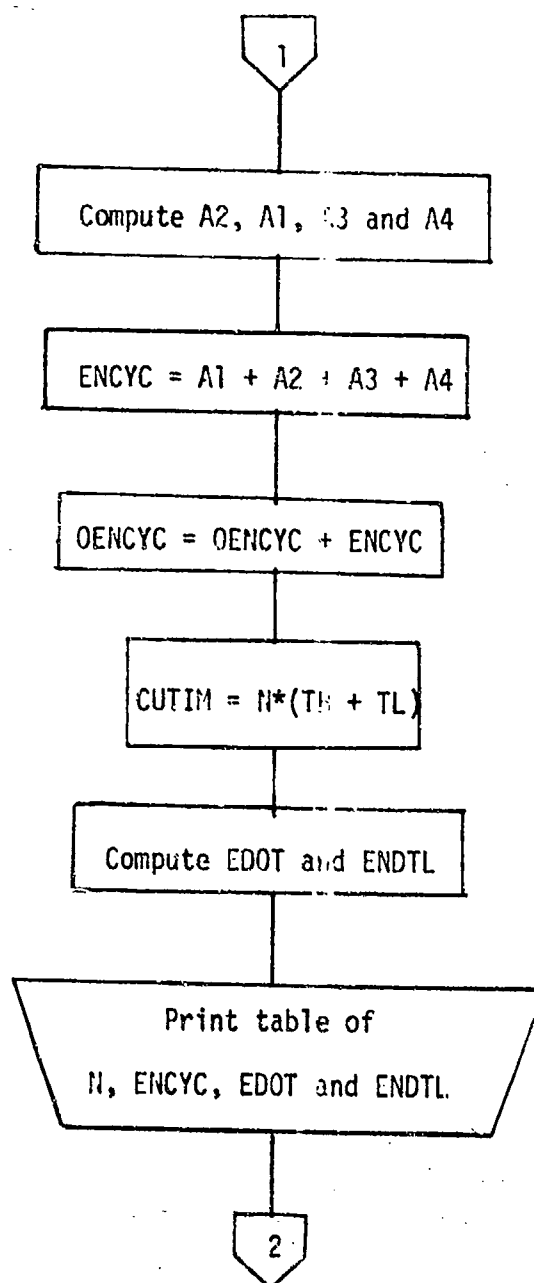 1
Compute A2, A1, A3 and A4
ENCYC = A1 + A2 + A3 + A4
OENCYC = OENCYC + ENCYC
CUTIM = N*( + TL)
Compute EDOT and ENDTL
Print table of
N, ENCYC, EDOT and ENDTL
2